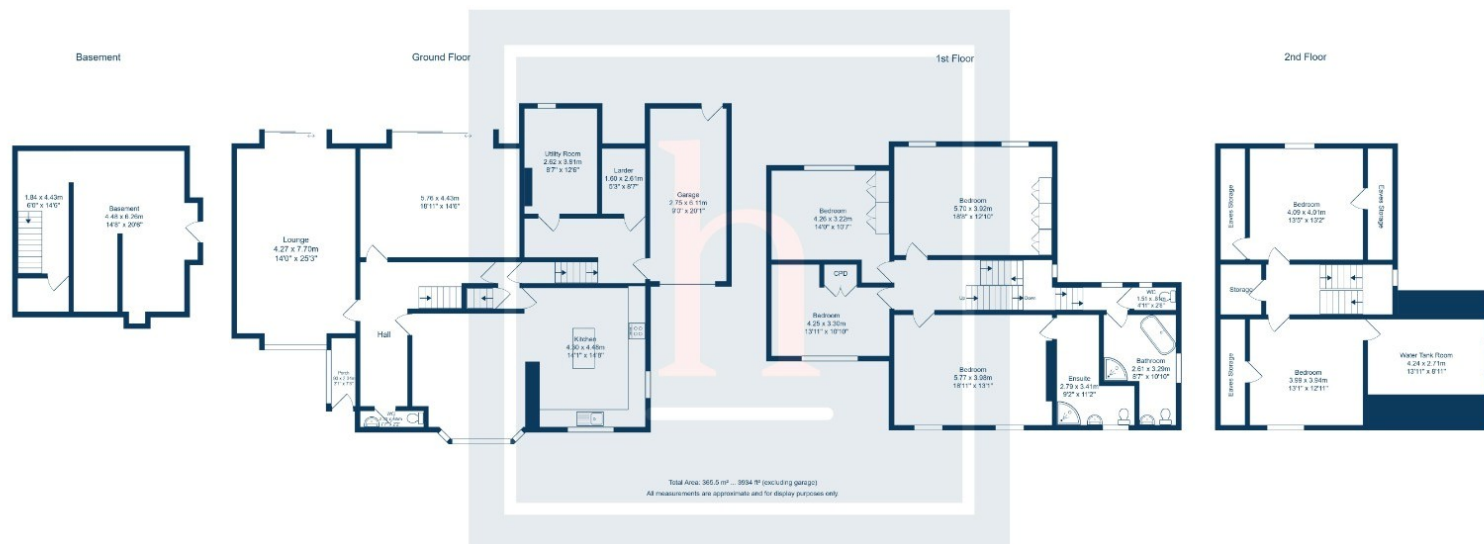 Basement
1.84 x 4.43m
6'0" x 14'6"
Basement
4.48 x 6.26m
14'8" x 20'6"
Ground Floor
Lounge
4.27 x 7.70m
14'0" x 25'3"
5.76 x 4.43m
18'11" x 14'6"
Utility Room
2.62 x 3.81m
8'7" x 12'6"
Larder
1.60 x 2.61m
5'3" x 8'7"
Garage
2.75 x 6.11m
9'0" x 20'1"
Hall
Kitchen
4.30 x 4.48m
14'1" x 14'8"
Porch
WC
1st Floor
Bedroom
4.26 x 3.22m
14'0" x 10'7"
Bedroom
5.70 x 3.92m
18'8" x 12'10"
CPD
Bedroom
4.25 x 3.30m
13'11" x 10'10"
Up
Down
WC
Bedroom
5.77 x 3.98m
18'11" x 13'1"
Ensuite
2.79 x 3.41m
9'2" x 11'2"
Bathroom
2.61 x 3.29m
8'7" x 10'10"
2nd Floor
Eaves Storage
Bedroom
4.09 x 4.01m
13'5" x 13'2"
Eaves Storage
Storage
Eaves Storage
Bedroom
3.99 x 3.94m
13'1" x 12'11"
Water Tank Room
4.24 x 2.71m
13'11" x 8'11"
h
Total Area: 365.5 m² ... 3934 ft² (excluding garage)
All measurements are approximate and for display purposes only